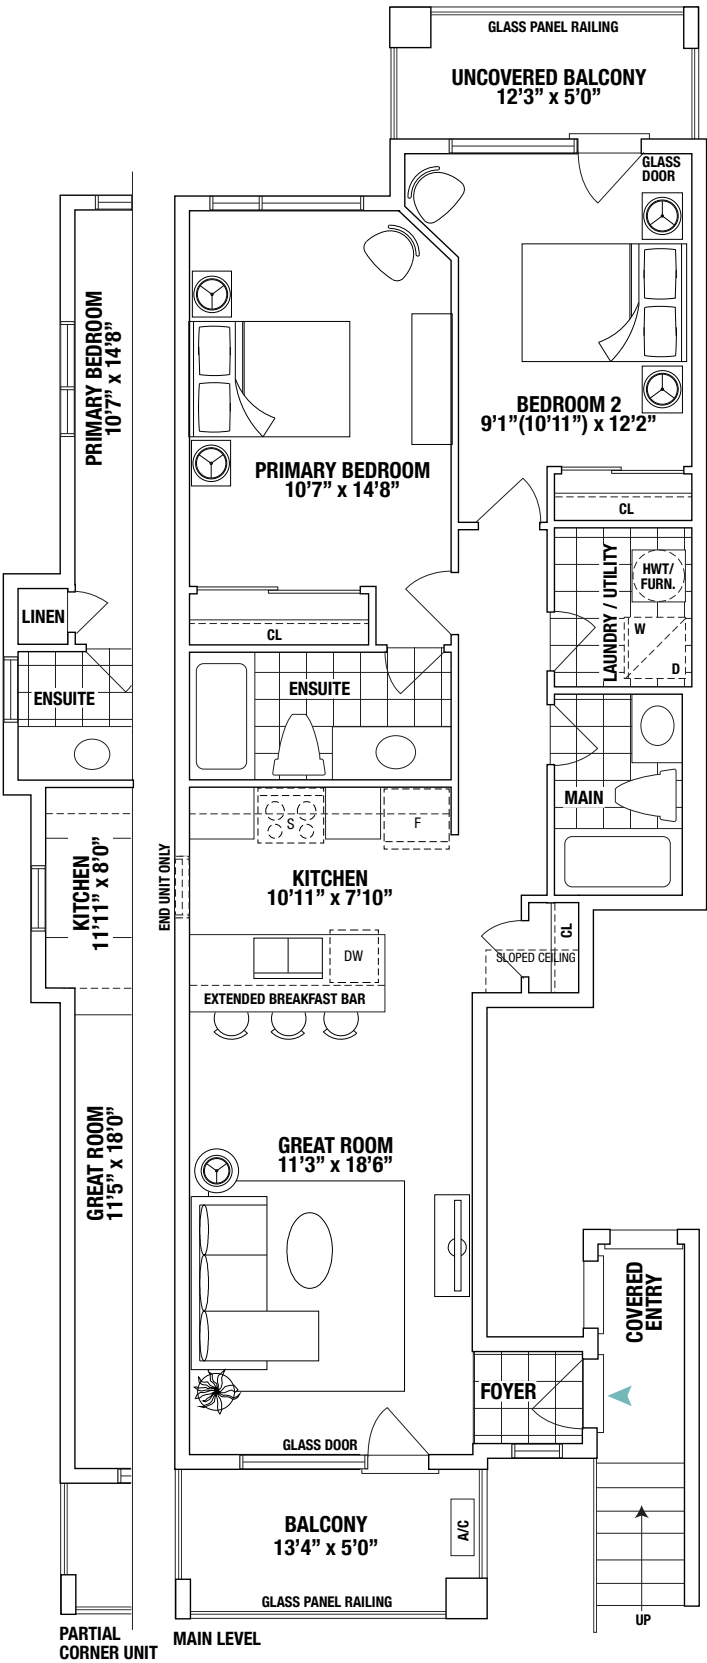 GLASS PANEL RAILING
UNCOVERED BALCONY
12'3” x 5'0”
GLASS
DOOR
PRIMARY BEDROOM
10'7” x 14'8”
BEDROOM 2
9'1”(10'11”) x 12'2”
PRIMARY BEDROOM
10'7” x 14'8”
CL
LAUNDRY / UTILITY
HWT/
FURN.
W
D
LINEN
CL
ENSUITE
ENSUITE
MAIN
S
F
KITCHEN
11'11” x 8'0”
END UNIT ONLY
KITCHEN
10'11” x 7'10”
CL
SLOPED CEILING
DW
EXTENDED BREAKFAST BAR
GREAT ROOM
11'5” x 18'0”
GREAT ROOM
11'3” x 18'6”
COVERED
ENTRY
FOYER
GLASS DOOR
BALCONY
13'4” x 5'0”
A/C
GLASS PANEL RAILING
UP
PARTIAL
CORNER UNIT
MAIN LEVEL